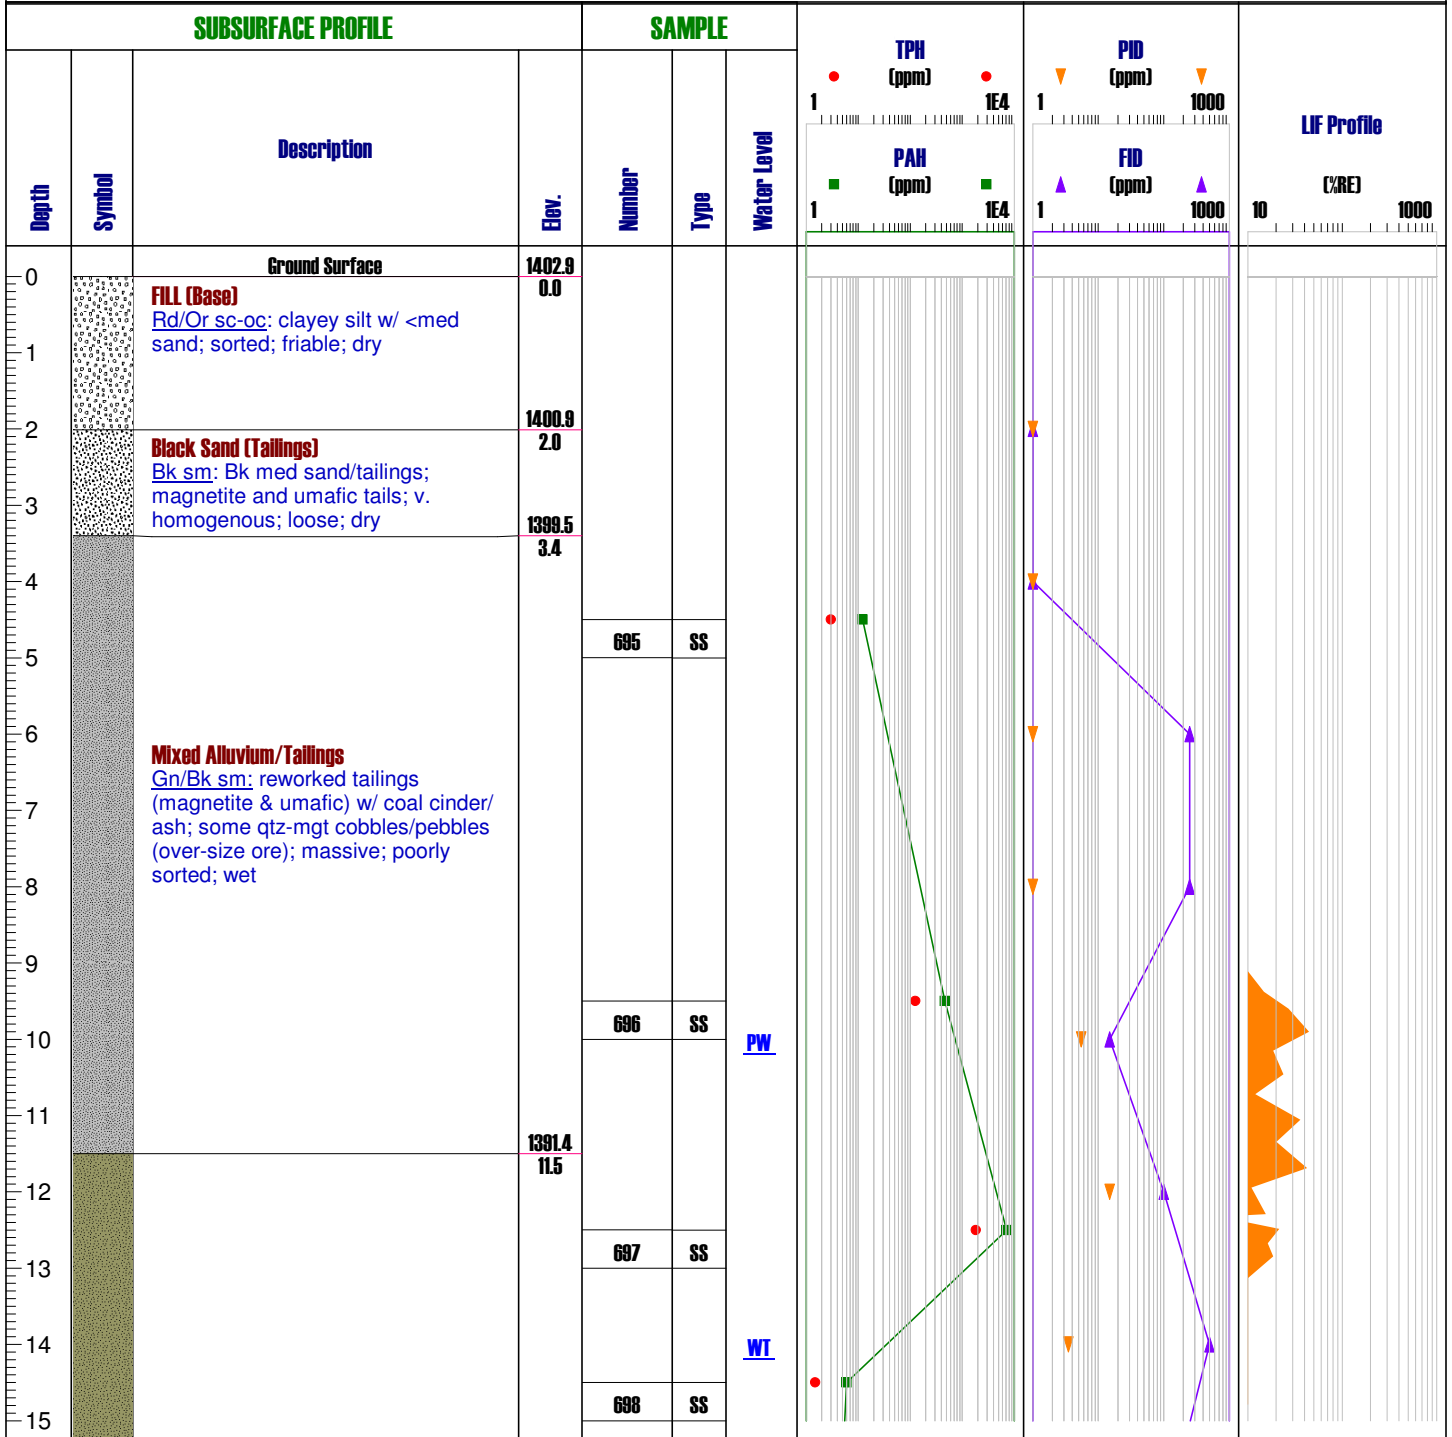 SUBSURFACE PROFILE
SAMPLE
Depth
Symbol
Description
Elev.
Number
Type
Water Level
TPH
(ppm)
1 1E4
PAH
(ppm)
1 1E4
PID
(ppm)
1 1000
FID
(ppm)
1 1000
LIF Profile
(%RE)
10 1000
0
Ground Surface
1402.9
0.0
FILL (Base)
Rd/Or sc-oc: clayey silt w/ <med
sand; sorted; friable; dry
1
1400.9
2
2.0
Black Sand (Tailings)
Bk sm: Bk med sand/tailings;
magnetite and umafic tails; v.
homogenous; loose; dry
3
1399.5
3.4
4
695 SS
5
6
Mixed Alluvium/Tailings
Gn/Bk sm: reworked tailings
(magnetite & umafic) w/ coal cinder/
ash; some qtz-mgt cobbles/pebbles
(over-size ore); massive; poorly
sorted; wet
7
8
9
696 SS
10
PW
11
1391.4
11.5
12
697 SS
13
14
WT
698 SS
15